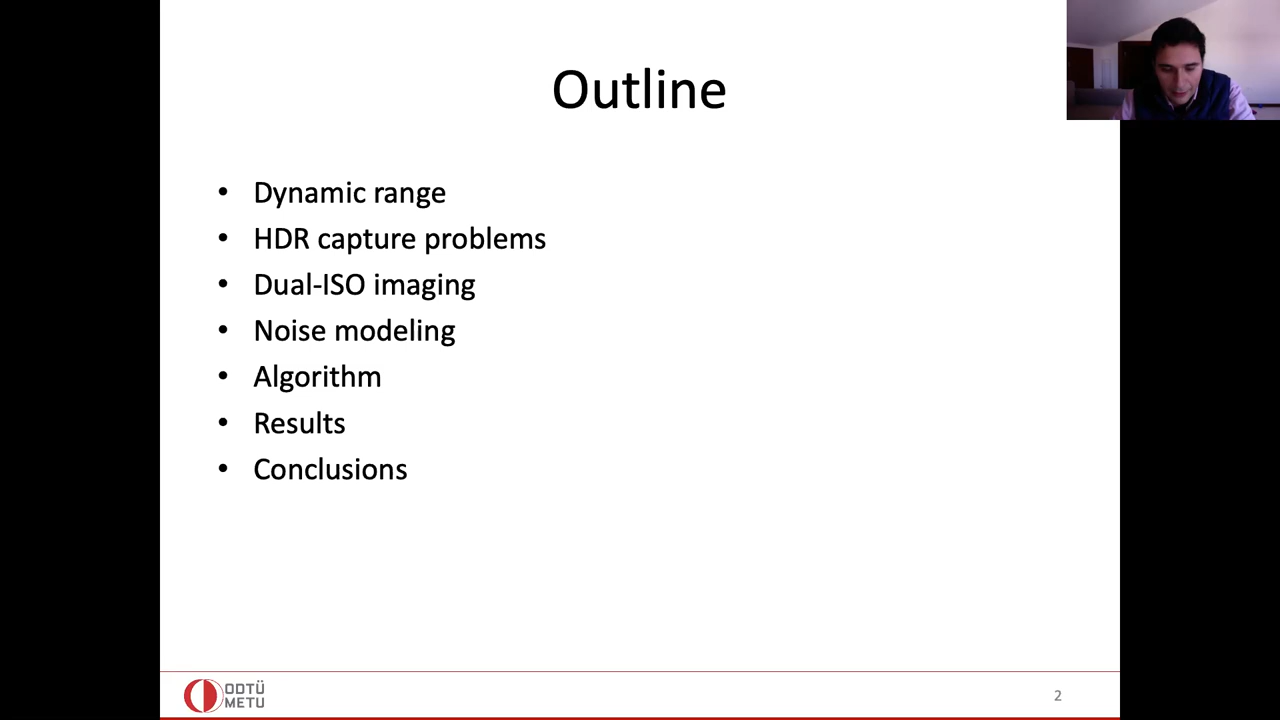 Outline
• Dynamic range
• HDR capture problems
• Dual-ISO imaging
• Noise modeling
• Algorithm
• Results
• Conclusions
ODTÜ
METU
2